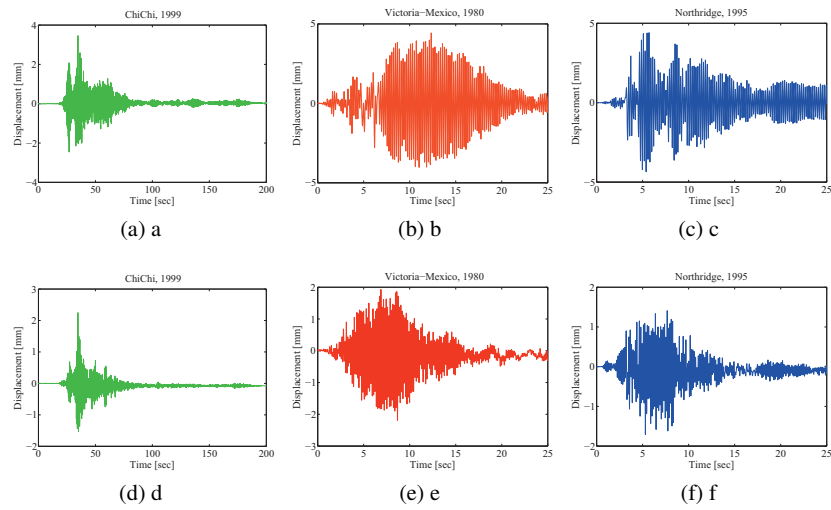 ChiChi, 1999
4
2
0
−2
−4
Displacement [mm]
0 50 100 150 200
Time [sec]
(a) a
Victoria−Mexico, 1980
5
0
−5
Displacement [mm]
0 5 10 15 20 25
Time [sec]
(b) b
Northridge, 1995
5
0
−5
Displacement [mm]
0 5 10 15 20 25
Time [sec]
(c) c
ChiChi, 1999
3
2
1
0
−1
−2
Displacement [mm]
0 50 100 150 200
Time [sec]
(d) d
Victoria−Mexico, 1980
2
1
0
−1
−2
−3
Displacement [mm]
0 5 10 15 20 25
Time [sec]
(e) e
Northridge, 1995
2
1
0
−1
−2
Displacement [mm]
0 5 10 15 20 25
Time [sec]
(f) f